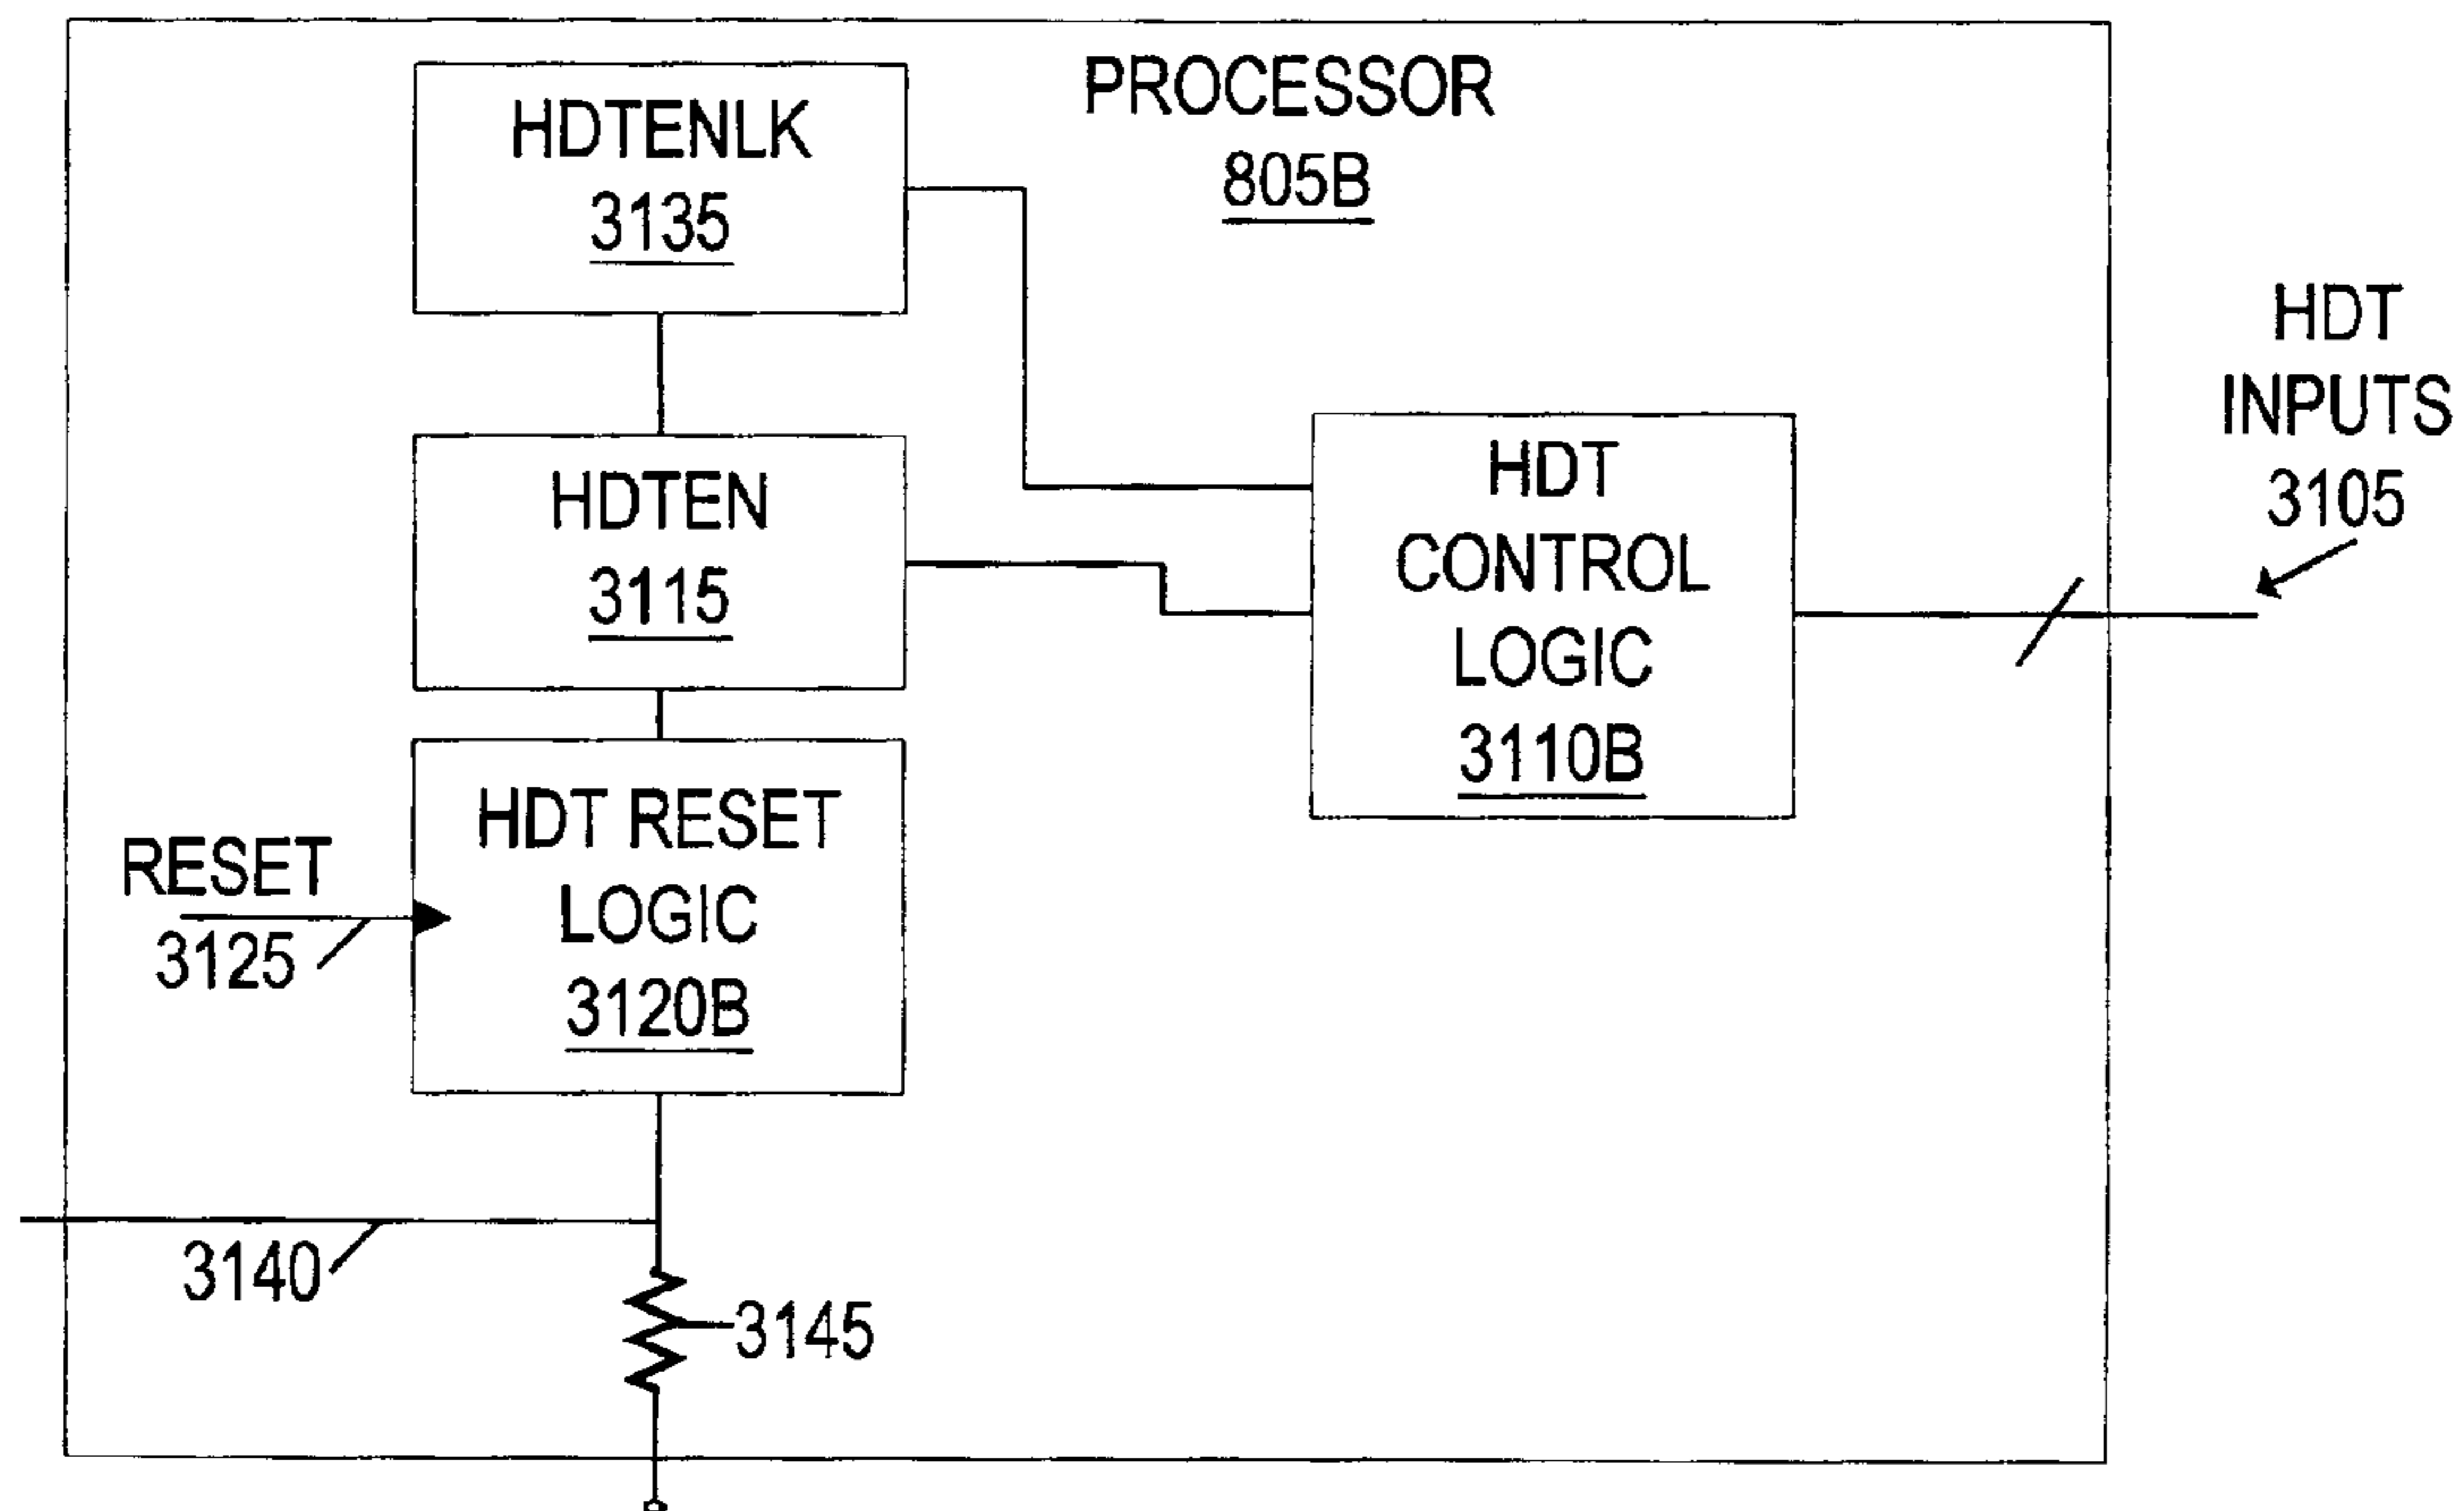 PROCESSOR
805B
HDTENLK
3135
HDTEN
3115
HDT RESET
LOGIC
3120B
RESET
3125
3140
3145
HDT
CONTROL
LOGIC
3110B
HDT
INPUTS
3105